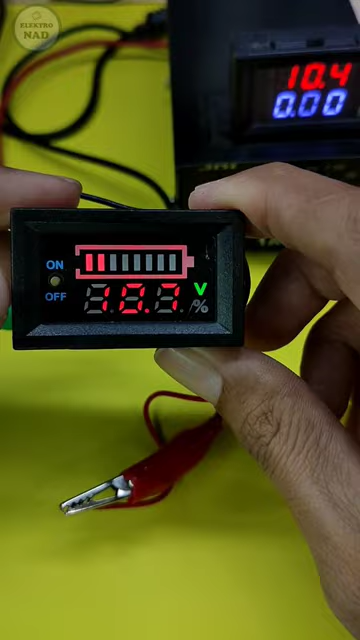 ELEKTRO
NAD
10.4
0.00
ON
OFF
V
/%